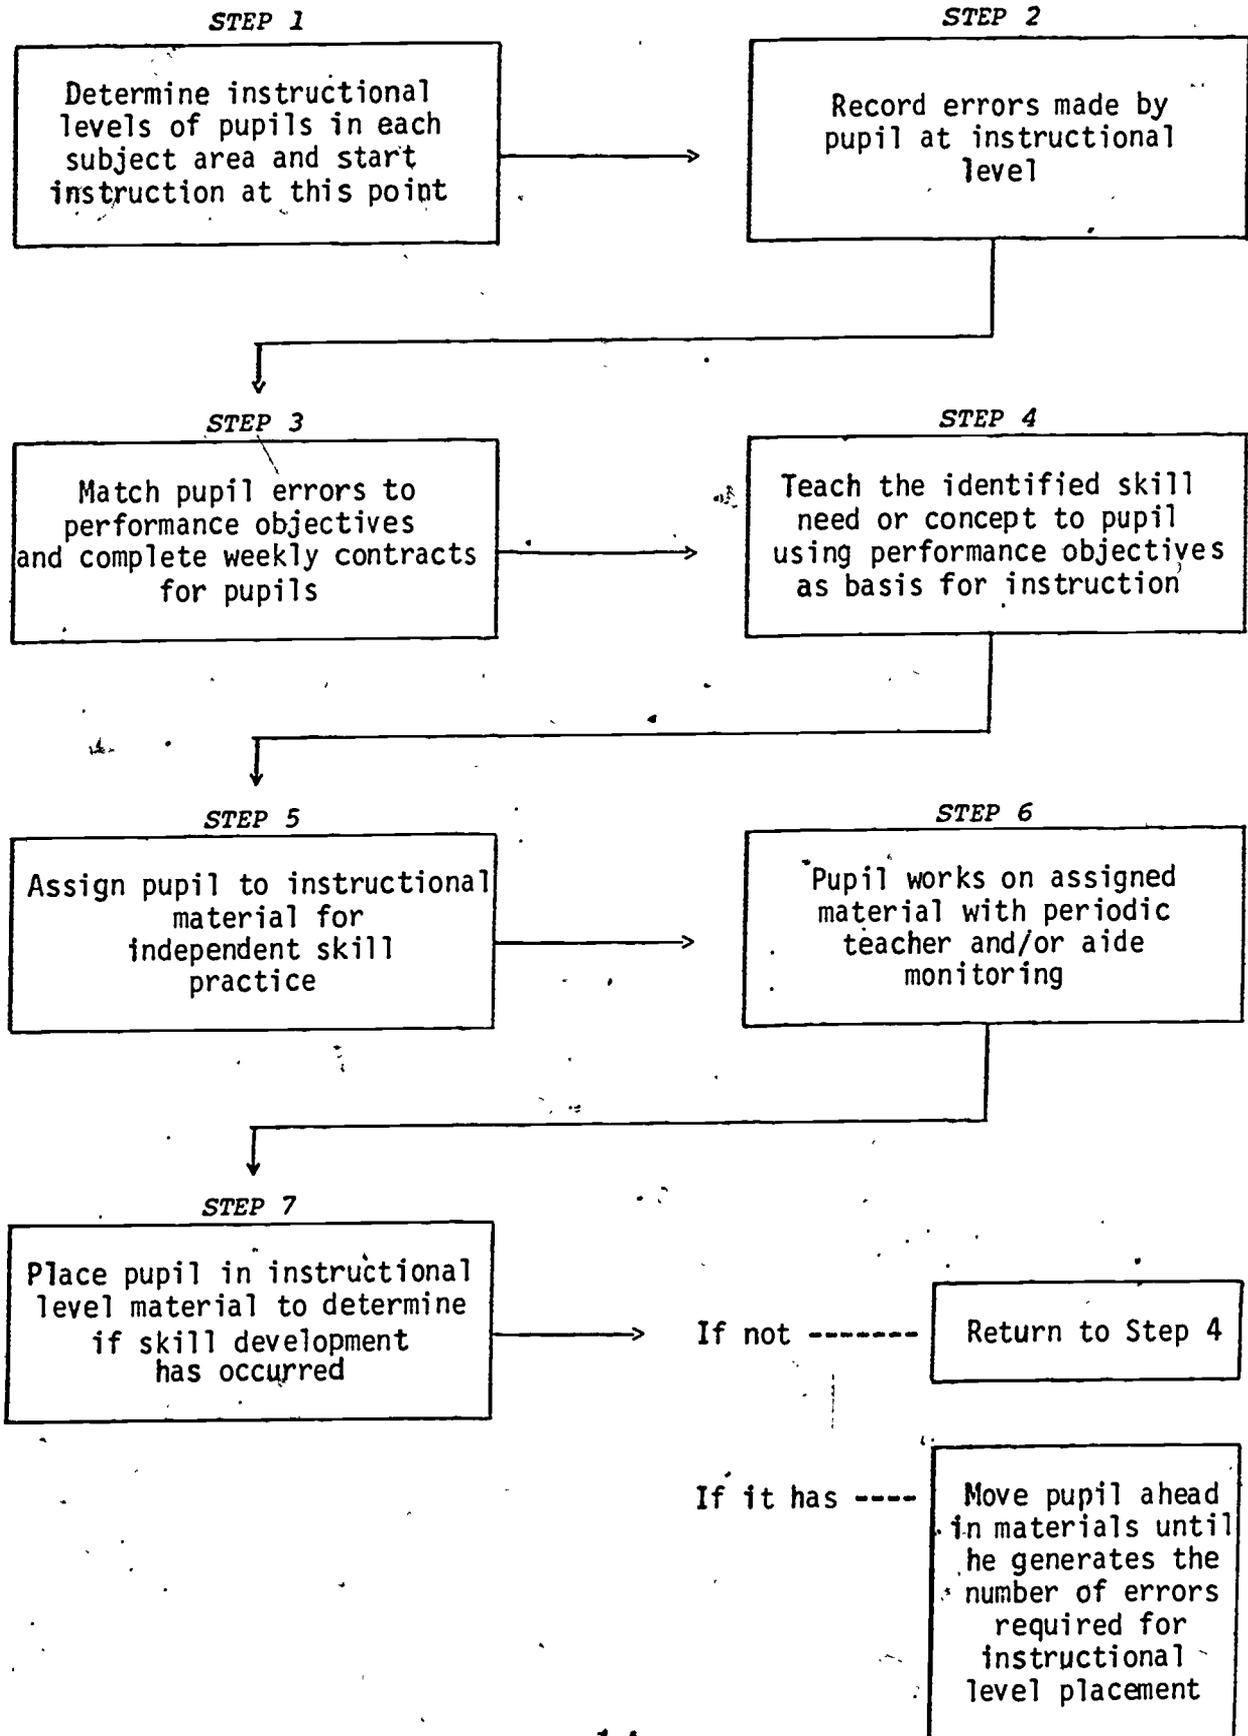 STEP 1
Determine instructional
levels of pupils in each
subject area and start
instruction at this point
STEP 2
Record errors made by
pupil at instructional
level
STEP 3
Match pupil errors to
performance objectives
and complete weekly contracts
for pupils
STEP 4
Teach the identified skill
need or concept to pupil
using performance objectives
as basis for instruction
STEP 5
Assign pupil to instructional
material for
independent skill
practice
STEP 6
Pupil works on assigned
material with periodic
teacher and/or aide
monitoring
STEP 7
Place pupil in instructional
level material to determine
if skill development
has occurred
If not -------
Return to Step 4
If it has ----
Move pupil ahead
in materials until
he generates the
number of errors
required for
instructional
level placement